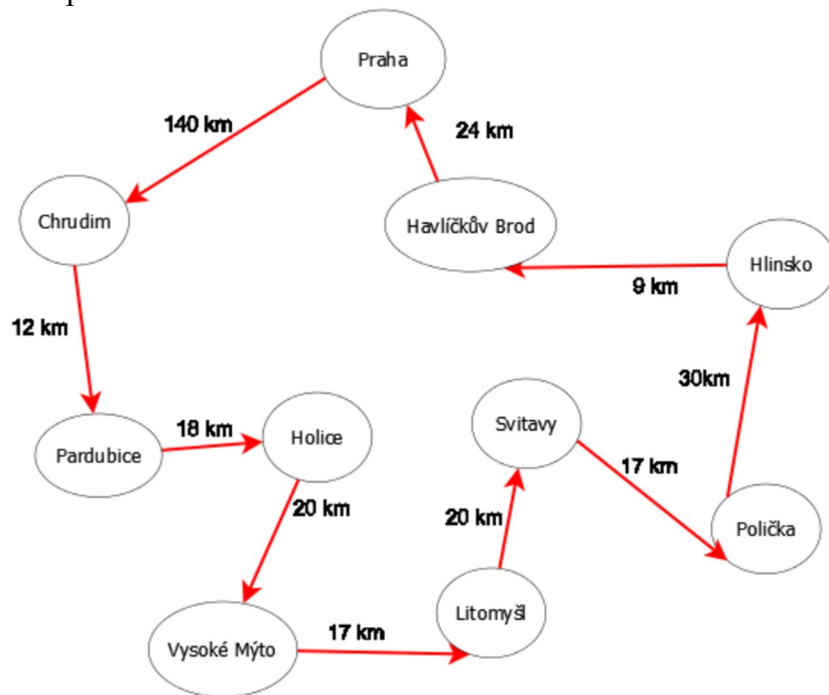 Praha
140 km
24 km
Chrudim
Havlíčkův Brod
Hlinsko
9 km
12 km
30km
Svitavy
18 km
Holice
Pardubice
17 km
20 km
20 km
Polička
Litomyšl
17 km
Vysoké Mýto